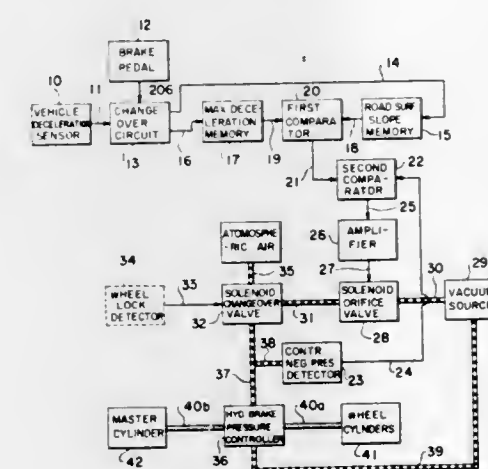 12
BRAKE
PEDAL
10
11
206
14
VEHICLE
DECELERATION
SENSOR
CHANGE
OVER
CIRCUIT
13
16
MAX DECE
LERATION
MEMORY
17
19
20
FIRST
COMPARA
TOR
18
ROAD SURF
SLOPE
MEMORY
15
21
22
SECOND
COMPA-
RATOR
25
26
AMPLIFIER
27
ATOMOSPHE
-RIC AIR
35
34
WHEEL
LOCK
DETECTOR
33
SOLENOID
CHANGEOVER
VALVE
32
31
SOLENOID
ORIFICE
VALVE
28
30
29
VACUUM
SOURCE
38
37
CONTR
NEG PRES
DETECTOR
23
24
MASTER
CYLINDER
42
40b
HYD BRAKE
PRESSURE
CONTROLLER
36
40a
WHEEL
CYLNDERS
41
39